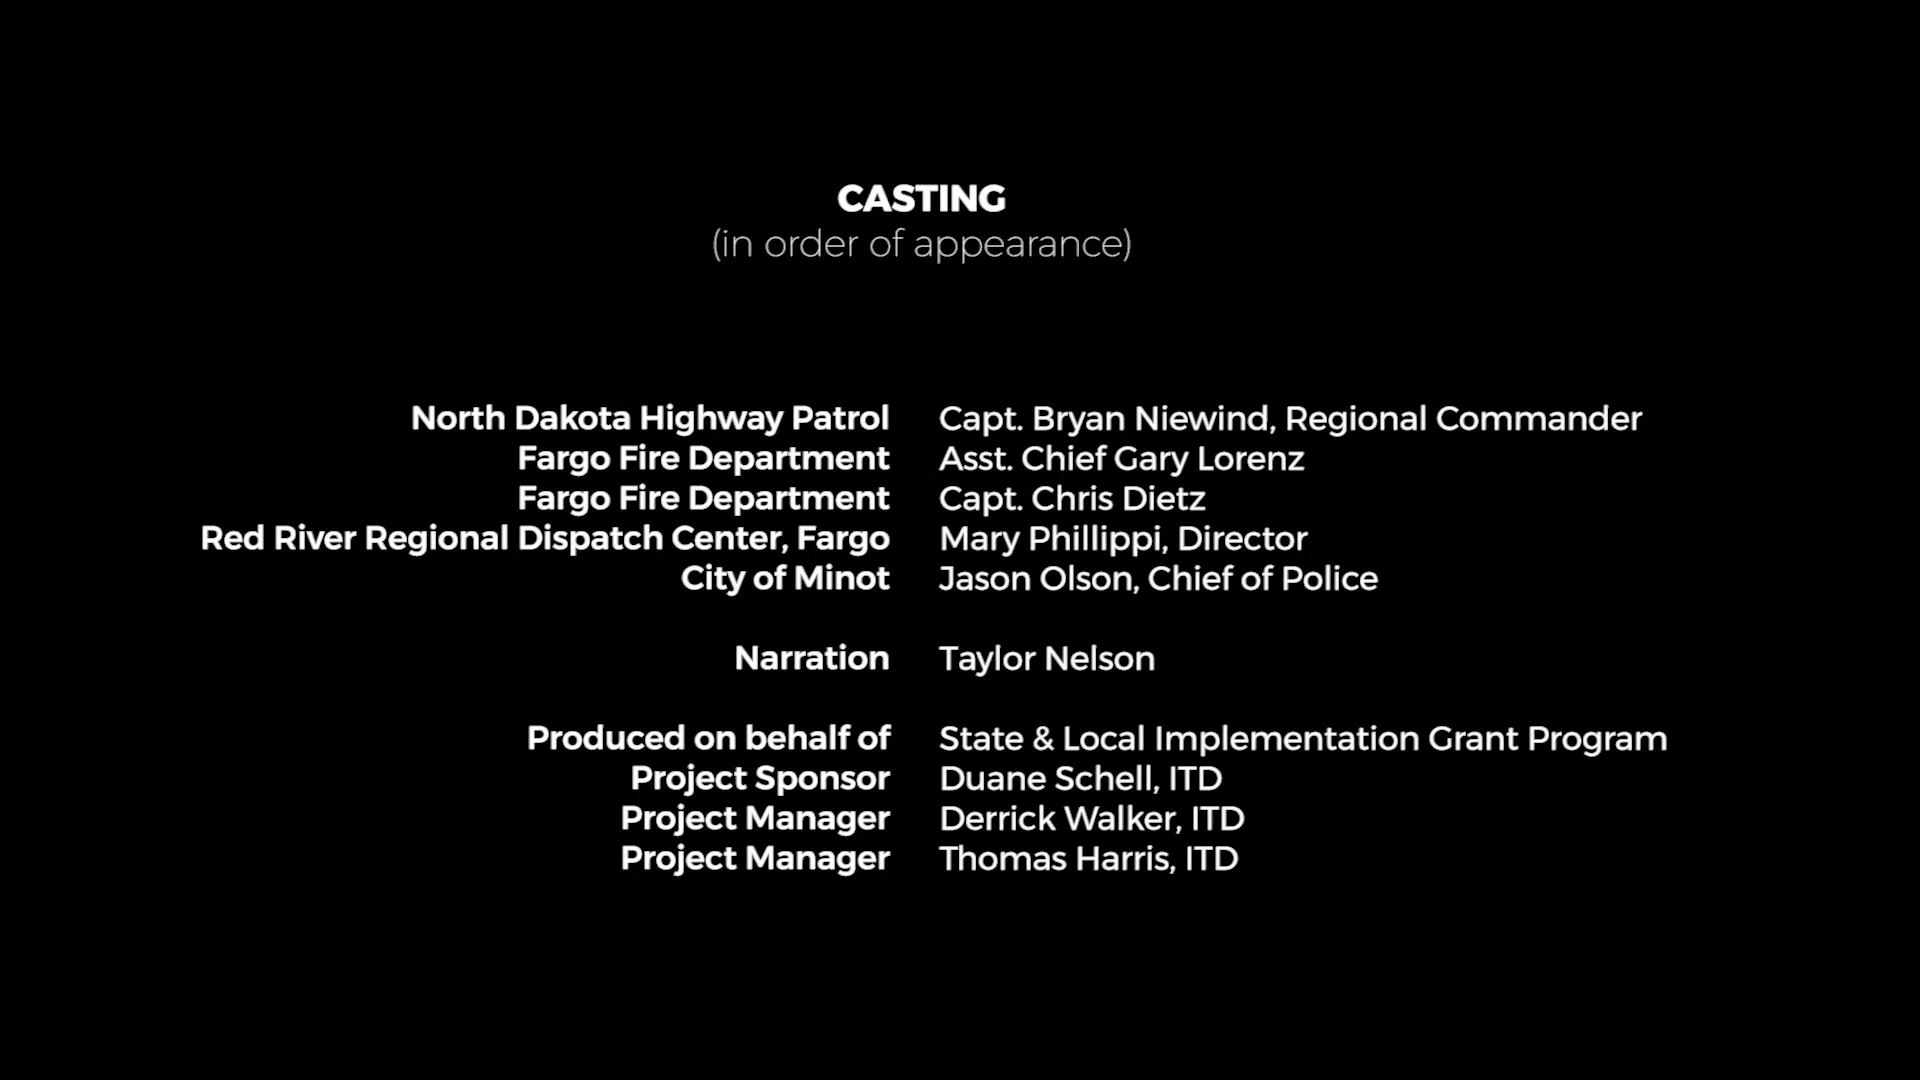 CASTING
(in order of appearance)
North Dakota Highway Patrol Capt. Bryan Niewind, Regional Commander
Fargo Fire Department Asst. Chief Gary Lorenz
Fargo Fire Department Capt. Chris Dietz
Red River Regional Dispatch Center, Fargo Mary Phillippi, Director
City of Minot Jason Olson, Chief of Police
Narration Taylor Nelson
Produced on behalf of State & Local Implementation Grant Program
Project Sponsor Duane Schell, ITD
Project Manager Derrick Walker, ITD
Project Manager Thomas Harris, ITD